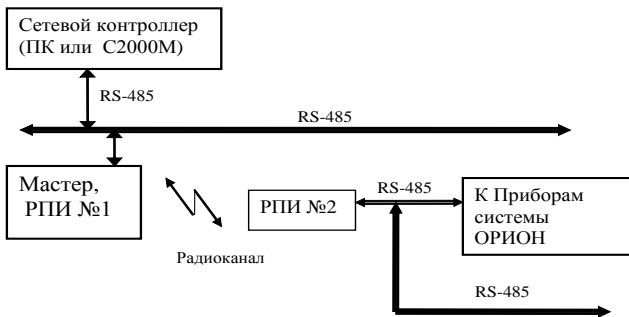 Сетевой контроллер
(ПК или С2000М)
RS-485
RS-485
Мастер,
РПИ №1
Радиоканал
РПИ №2
RS-485
К Приборам
системы
ОРИОН
RS-485